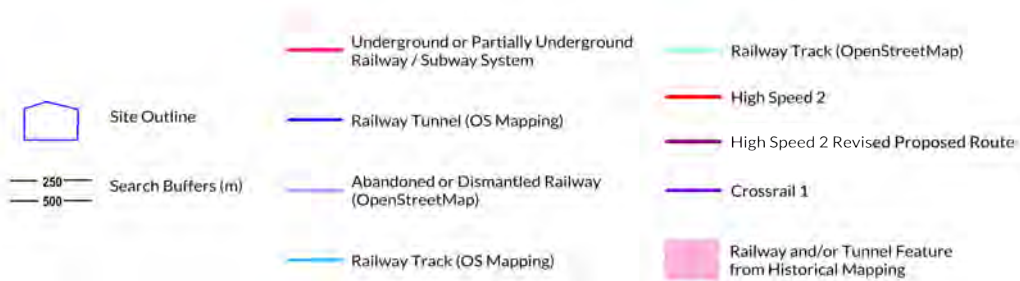 Site Outline
250
500
Search Buffers (m)
Underground or Partially Underground
Railway / Subway System
Railway Tunnel (OS Mapping)
Abandoned or Dismantled Railway
(OpenStreetMap)
Railway Track (OS Mapping)
Railway Track (OpenStreetMap)
High Speed 2
High Speed 2 Revised Proposed Route
Crossrail 1
Railway and/or Tunnel Feature
from Historical Mapping